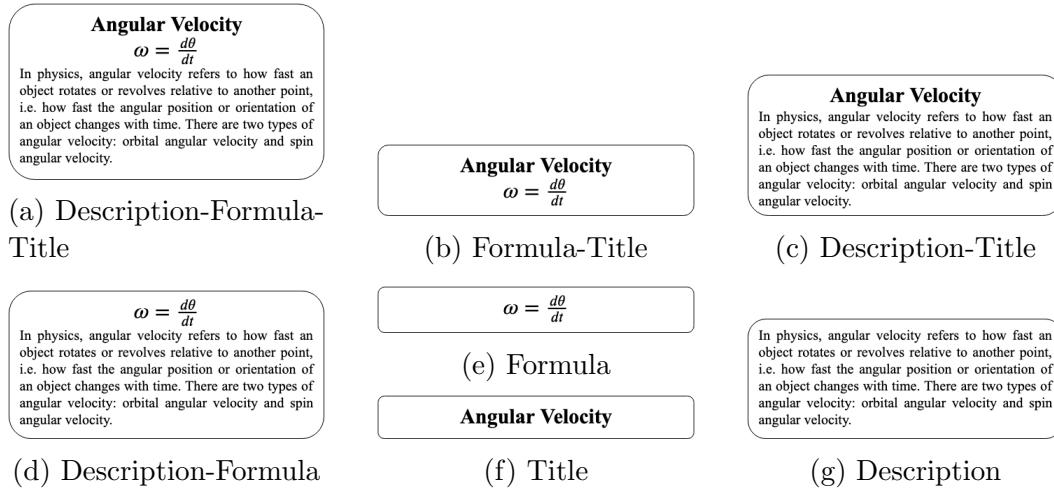 Angular Velocity
ω = dθ/dt
In physics, angular velocity refers to how fast an
object rotates or revolves relative to another point,
i.e. how fast the angular position or orientation of
an object changes with time. There are two types of
angular velocity: orbital angular velocity and spin
angular velocity.
(a) Description-Formula-
Title
Angular Velocity
ω = dθ/dt
(b) Formula-Title
Angular Velocity
In physics, angular velocity refers to how fast an
object rotates or revolves relative to another point,
i.e. how fast the angular position or orientation of
an object changes with time. There are two types of
angular velocity: orbital angular velocity and spin
angular velocity.
(c) Description-Title
ω = dθ/dt
In physics, angular velocity refers to how fast an
object rotates or revolves relative to another point,
i.e. how fast the angular position or orientation of
an object changes with time. There are two types of
angular velocity: orbital angular velocity and spin
angular velocity.
(d) Description-Formula
ω = dθ/dt
(e) Formula
Angular Velocity
(f) Title
In physics, angular velocity refers to how fast an
object rotates or revolves relative to another point,
i.e. how fast the angular position or orientation of
an object changes with time. There are two types of
angular velocity: orbital angular velocity and spin
angular velocity.
(g) Description